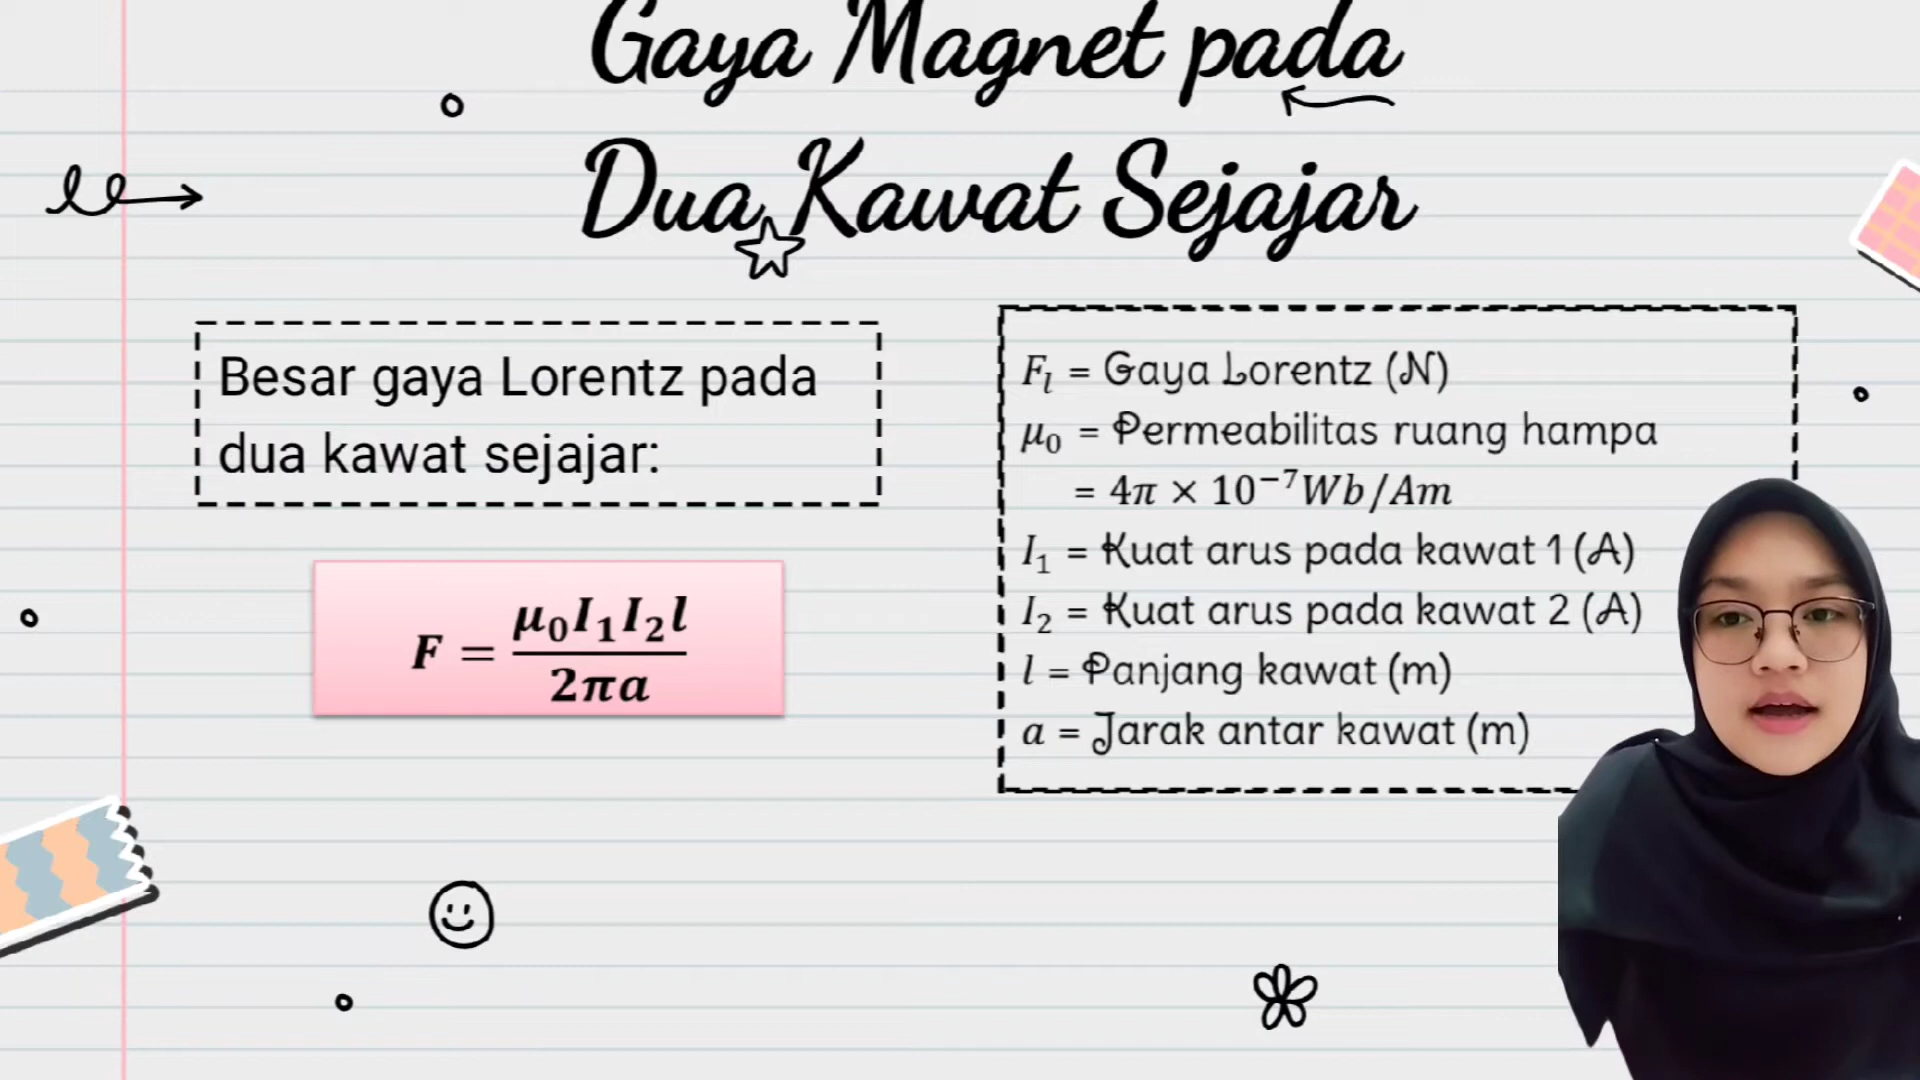 Gaya Magnet pada
Dua Kawat Sejajar
Besar gaya Lorentz pada
dua kawat sejajar:
F = μ₀I₁I₂l / 2πa
Fₗ = Gaya Lorentz (N)
μ₀ = Permeabilitas ruang hampa
= 4π × 10⁻⁷Wb/Am
I₁ = Kuat arus pada kawat 1 (A)
I₂ = Kuat arus pada kawat 2 (A)
l = Panjang kawat (m)
a = Jarak antar kawat (m)